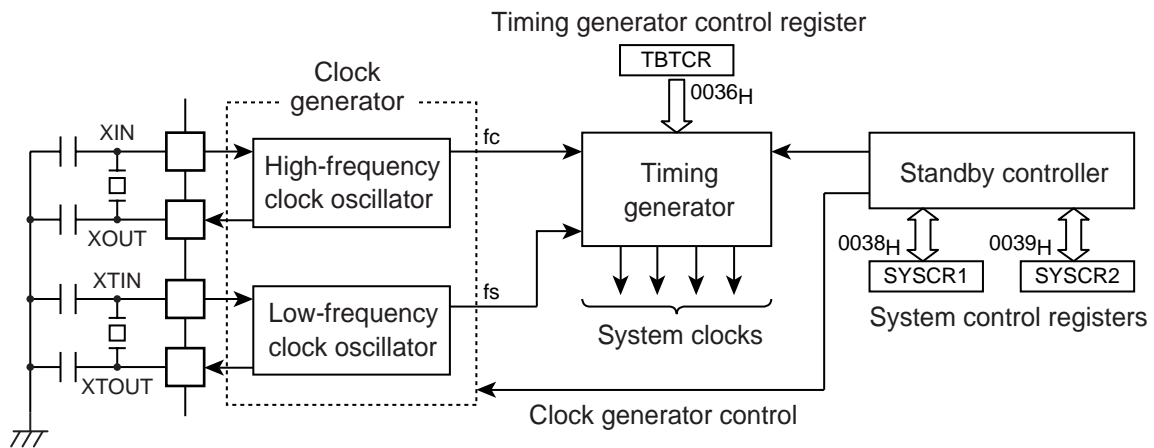 Timing generator control register
TBTCR
0036H
Clock
generator
XIN
XOUT
High-frequency
clock oscillator
fc
Timing
generator
Standby controller
0038H
0039H
SYSCR1
SYSCR2
System control registers
XTIN
XTOUT
Low-frequency
clock oscillator
fs
System clocks
Clock generator control